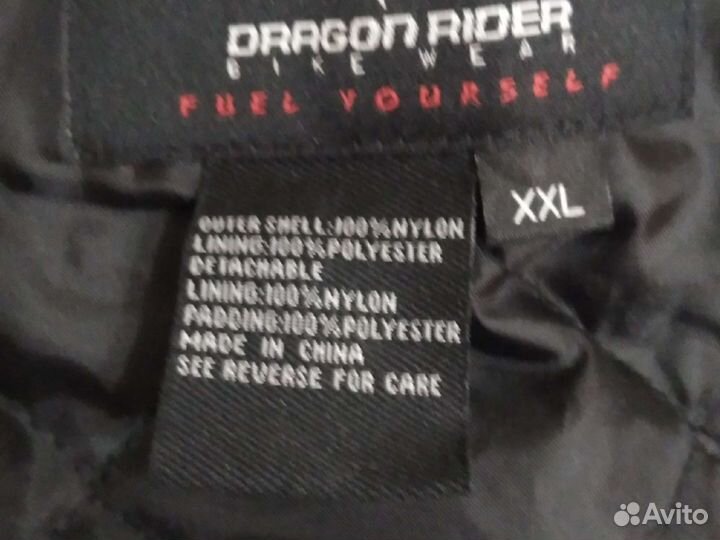 DRAGON RIDER
BIKE WEAR
FUEL YOURSELF
XXL
OUTER SHELL:100%NYLON
LINING:100%POLYESTER
DETACHABLE
LINING:100%NYLON
PADDING:100%POLYESTER
MADE IN CHINA
SEE REVERSE FOR CARE
Avito